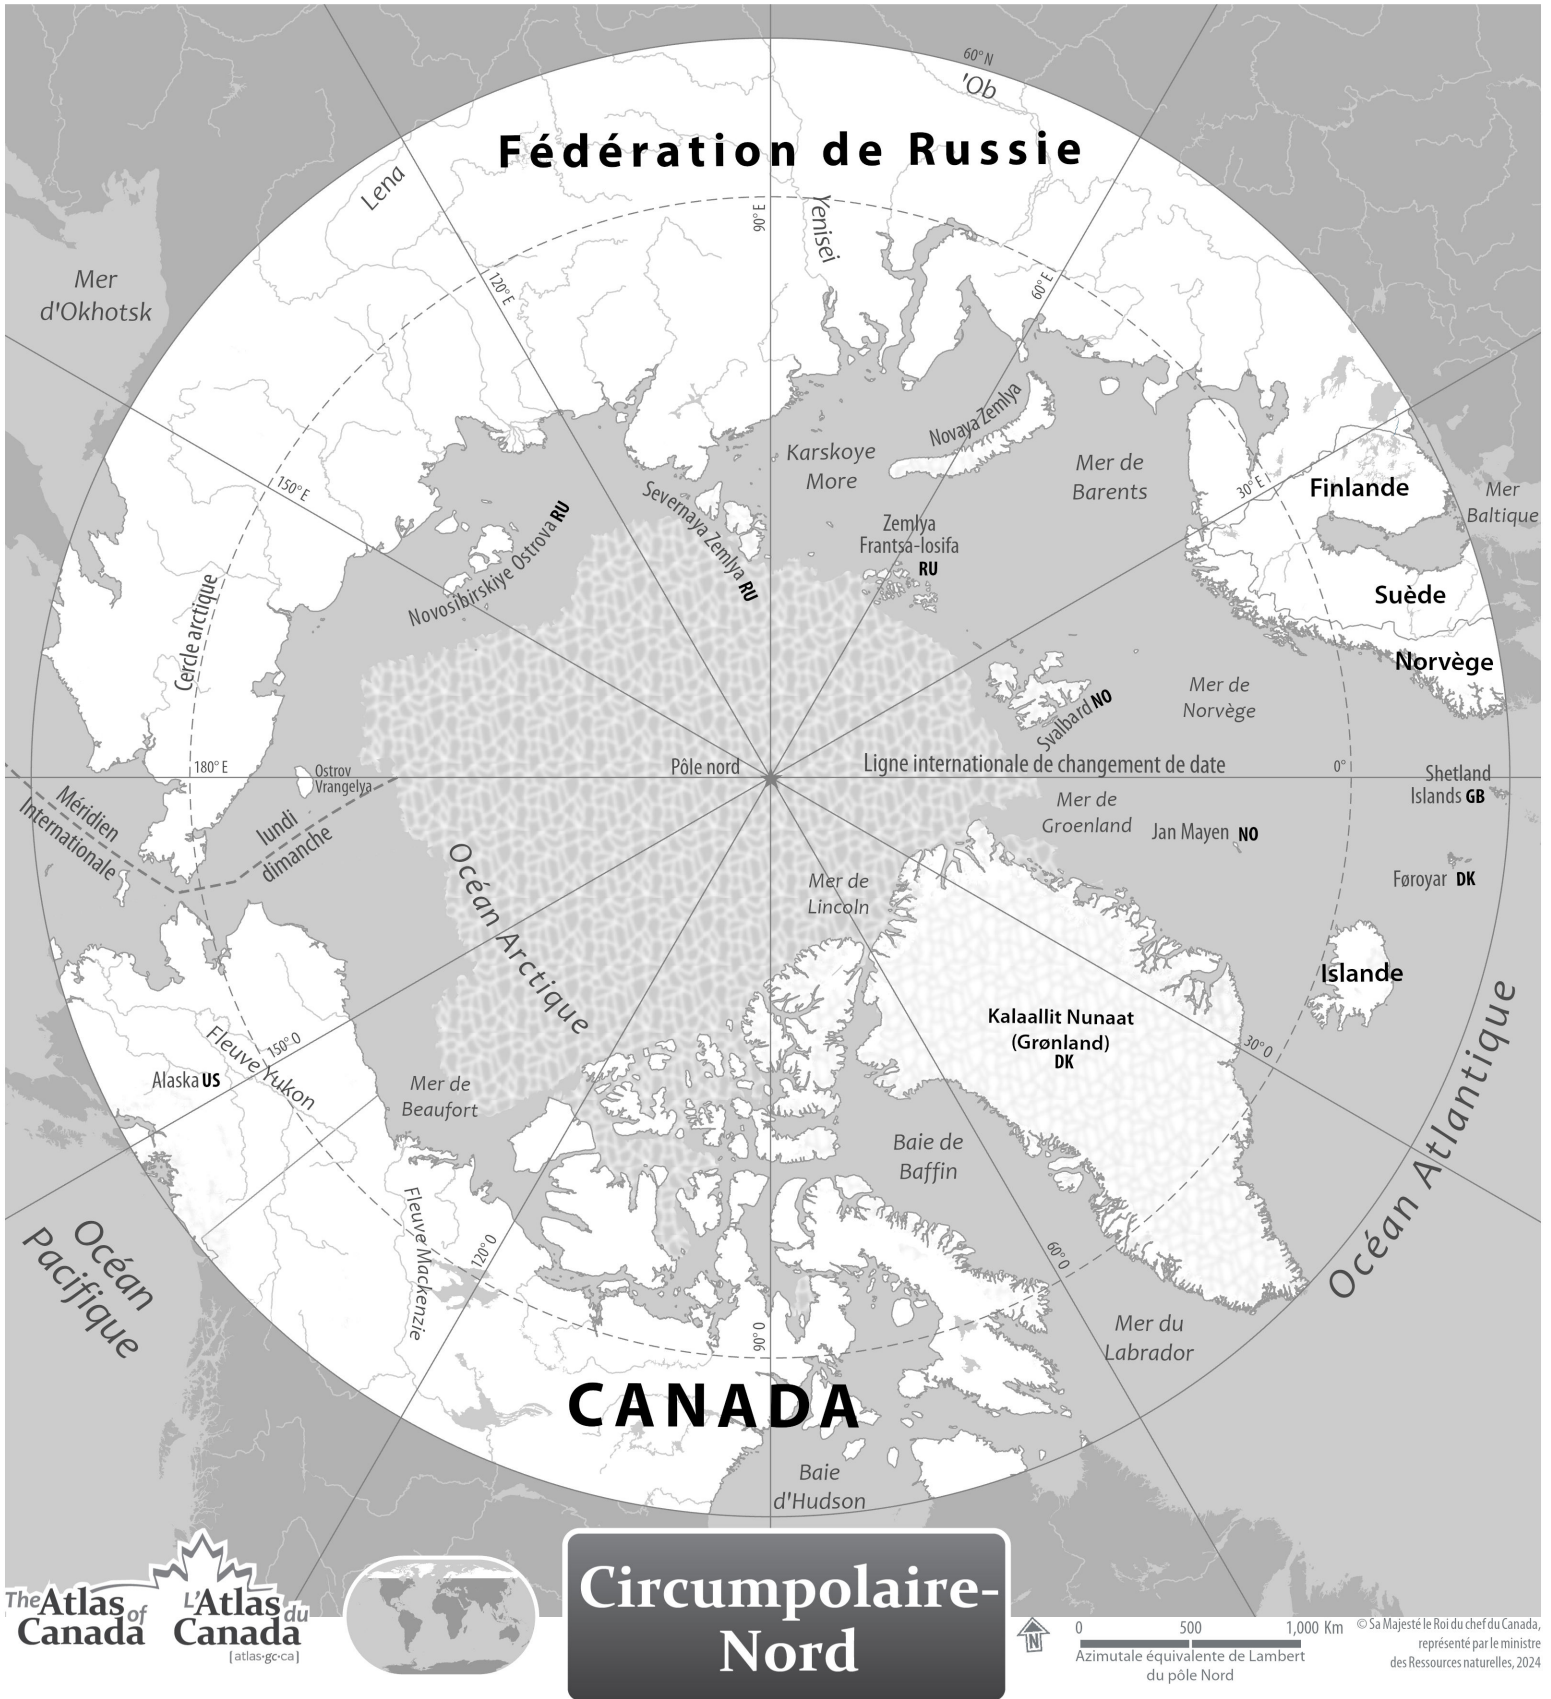 60° N
'Ob
Fédération de Russie
Lena
Yenisei
90° E
Mer
d'Okhotsk
120° E
60° E
Novaya Zemlya
Karskoye
More
Mer de
Barents
150° E
30° E
Finlande
Mer
Baltique
Severnaya Zemlya RU
Novosibirskiye Ostrova RU
Zemlya
Frantsa-Iosifa
RU
Suède
Cercle arctique
Norvège
Mer de
Norvège
Svalbard NO
180° E
Ostrov
Vrangelya
Pôle nord
Ligne internationale de changement de date
0°
Shetland
Islands GB
Méridien
Internationale
lundi
dimanche
Mer de
Groenland
Jan Mayen NO
Føroyar DK
Mer de
Lincoln
Océan Arctique
Islande
Kalaallit Nunaat
(Grønland)
DK
Fleuve Yukon
150° O
30° O
Alaska US
Mer de
Beaufort
Océan Atlantique
Baie de
Baffin
Fleuve Mackenzie
120° O
60° O
Océan
Pacifique
90° O
Mer du
Labrador
CANADA
Baie
d'Hudson
The Atlas of
Canada
L'Atlas du
Canada
[atlas•gc•ca]
Circumpolaire-
Nord
N
0 500 1,000 Km
Azimutale équivalente de Lambert
du pôle Nord
© Sa Majesté le Roi du chef du Canada,
représenté par le ministre
des Ressources naturelles, 2024